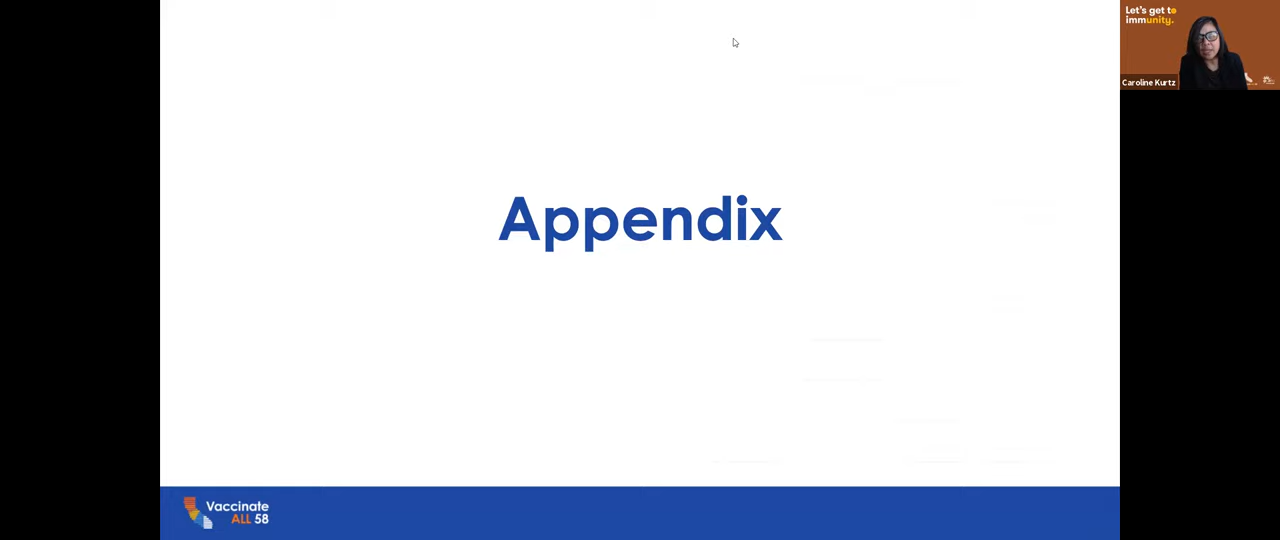 Let's get to
immunity.
Caroline Kurtz
Appendix
Vaccinate
ALL 58